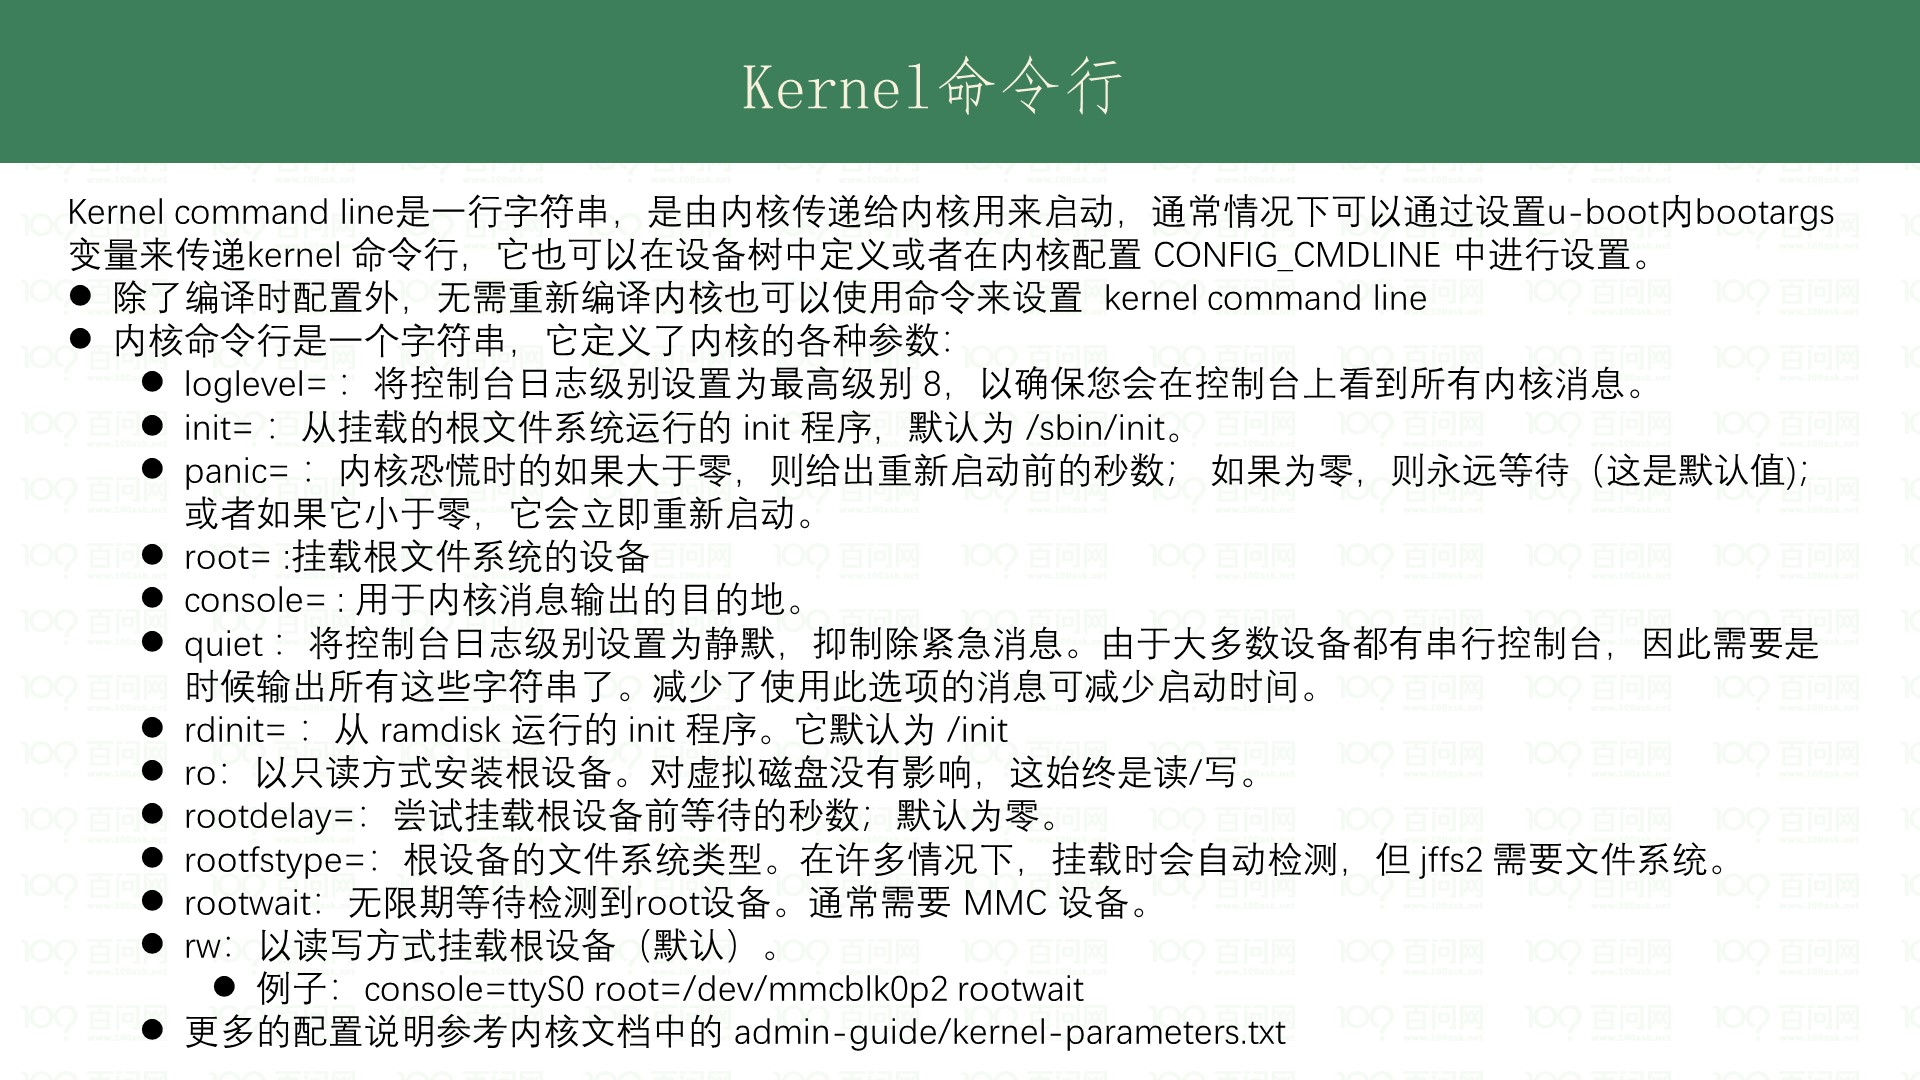 Kernel命令行
Kernel command line是一行字符串，是由内核传递给内核用来启动，通常情况下可以通过设置u-boot内bootargs
变量来传递kernel 命令行，它也可以在设备树中定义或者在内核配置 CONFIG_CMDLINE 中进行设置。
● 除了编译时配置外，无需重新编译内核也可以使用命令来设置 kernel command line
● 内核命令行是一个字符串，它定义了内核的各种参数：
● loglevel= ：将控制台日志级别设置为最高级别 8，以确保您会在控制台上看到所有内核消息。
● init= ：从挂载的根文件系统运行的 init 程序，默认为 /sbin/init。
● panic= ：内核恐慌时的如果大于零，则给出重新启动前的秒数； 如果为零，则永远等待（这是默认值);
或者如果它小于零，它会立即重新启动。
● root= :挂载根文件系统的设备
● console= : 用于内核消息输出的目的地。
● quiet ：将控制台日志级别设置为静默，抑制除紧急消息。由于大多数设备都有串行控制台，因此需要是
时候输出所有这些字符串了。减少了使用此选项的消息可减少启动时间。
● rdinit= ：从 ramdisk 运行的 init 程序。它默认为 /init
● ro：以只读方式安装根设备。对虚拟磁盘没有影响，这始终是读/写。
● rootdelay=：尝试挂载根设备前等待的秒数；默认为零。
● rootfstype=：根设备的文件系统类型。在许多情况下，挂载时会自动检测，但 jffs2 需要文件系统。
● rootwait：无限期等待检测到root设备。通常需要 MMC 设备。
● rw：以读写方式挂载根设备（默认）。
● 例子：console=ttyS0 root=/dev/mmcblk0p2 rootwait
● 更多的配置说明参考内核文档中的 admin-guide/kernel-parameters.txt